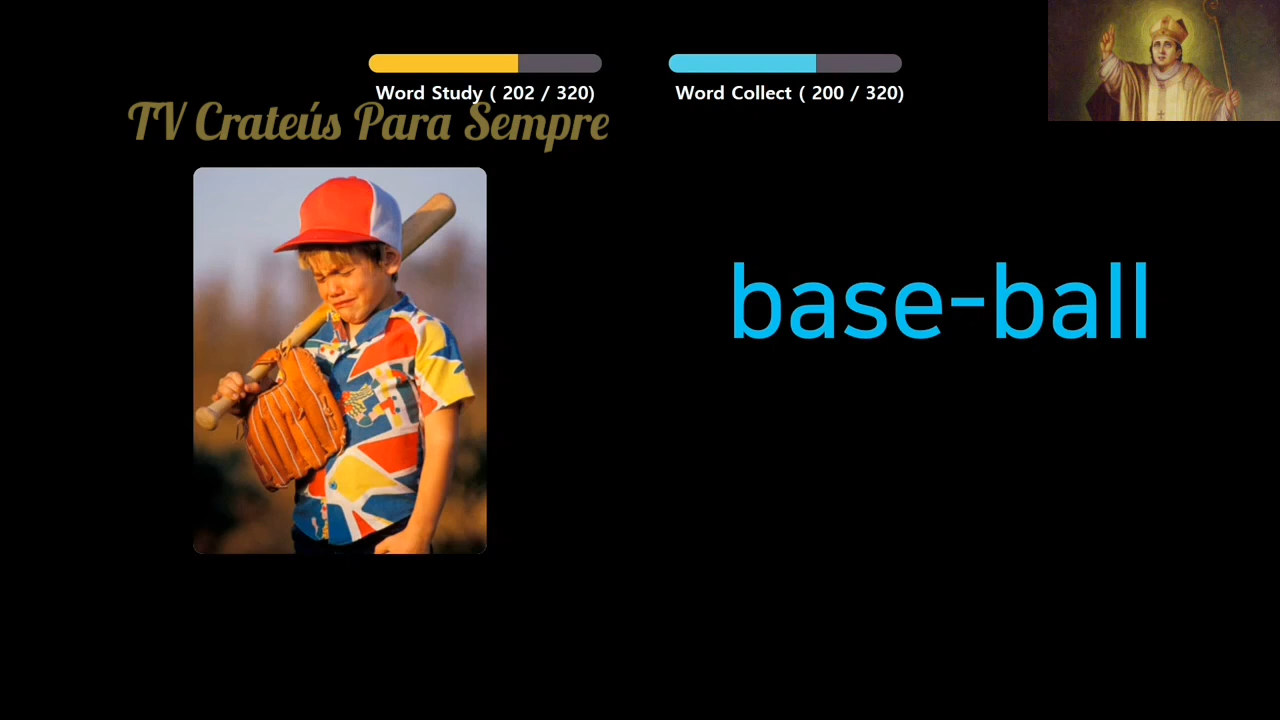 Word Study ( 202 / 320)
Word Collect ( 200 / 320)
TV Crateús Para Sempre
base-ball